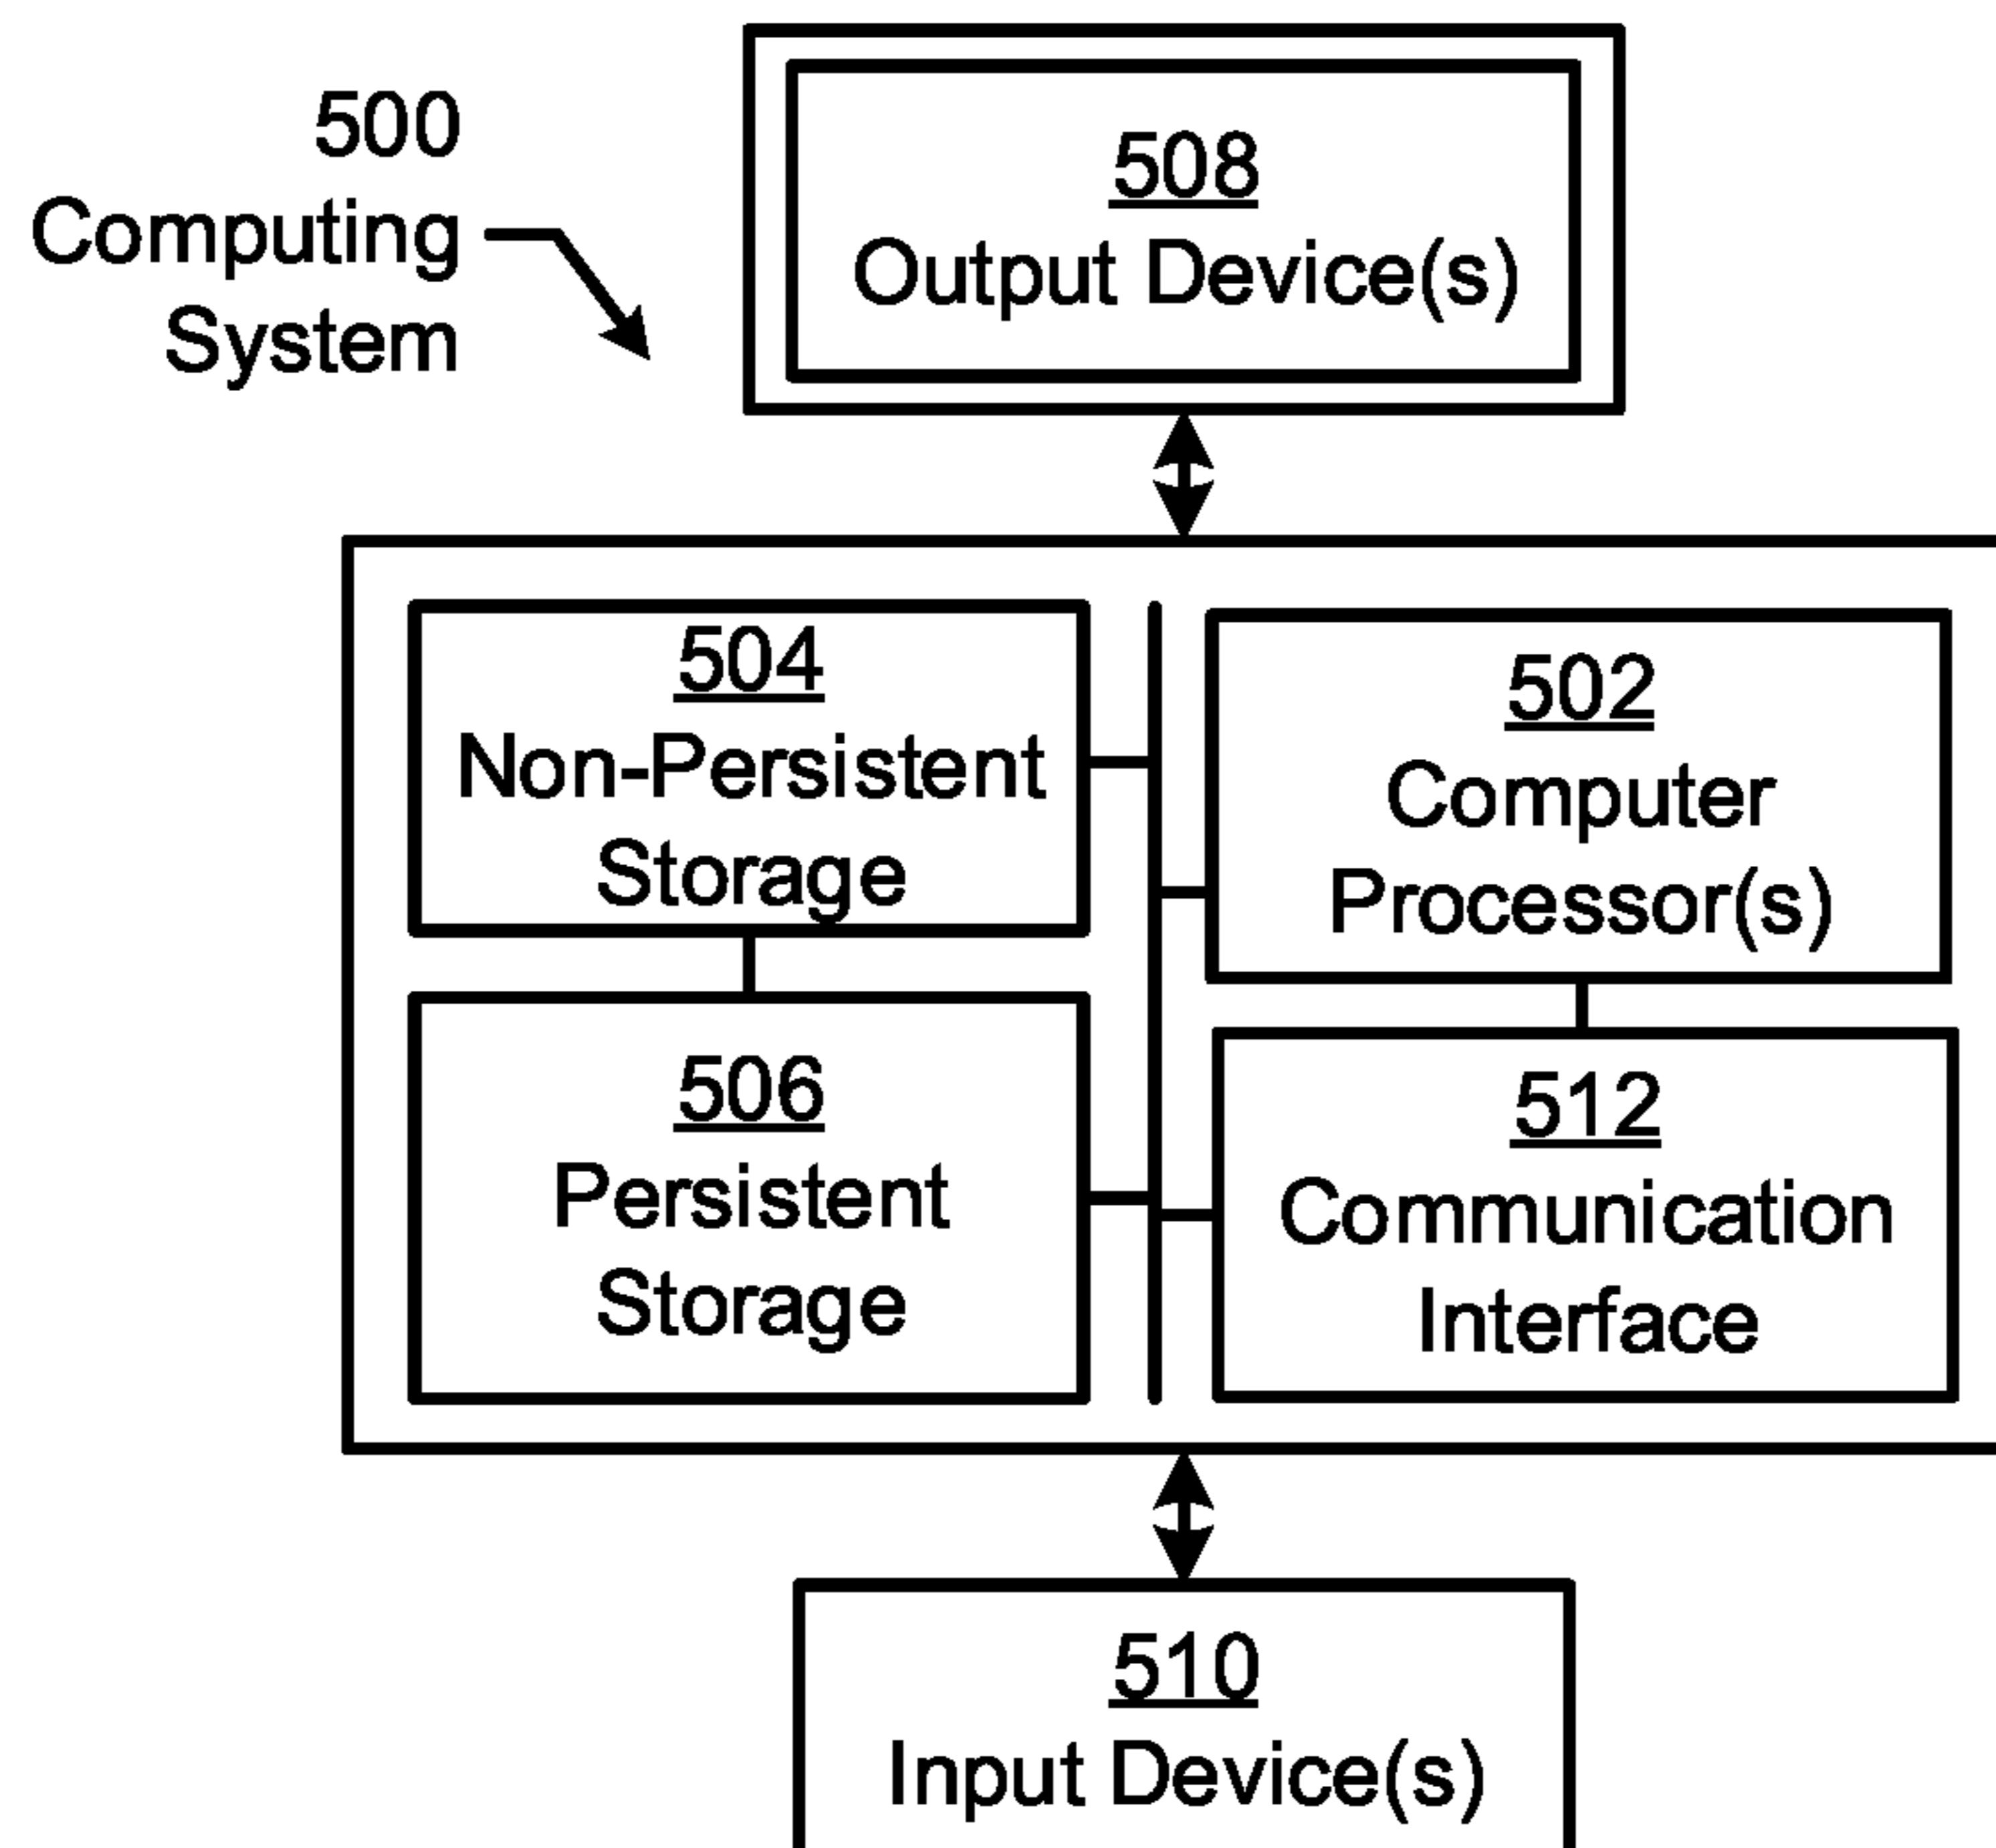 500
Computing
System
508
Output Device(s)
504
Non-Persistent
Storage
502
Computer
Processor(s)
506
Persistent
Storage
512
Communication
Interface
510
Input Device(s)